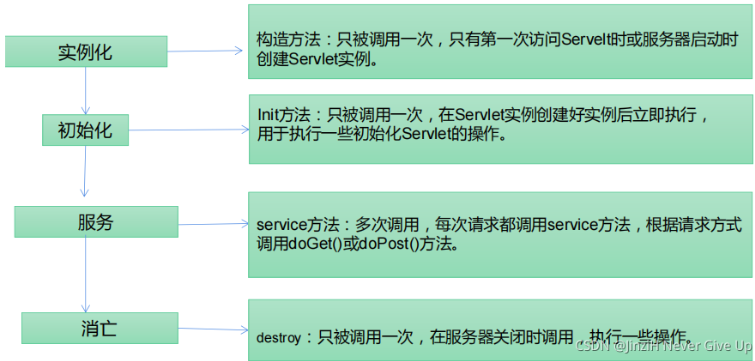 实例化
构造方法：只被调用一次，只有第一次访问Servelt时或服务器启动时
创建Servlet实例。
初始化
Init方法：只被调用一次，在Servlet实例创建好实例后立即执行，
用于执行一些初始化Servlet的操作。
服务
service方法：多次调用，每次请求都调用service方法，根据请求方式
调用doGet()或doPost()方法。
消亡
destroy：只被调用一次，在服务器关闭时调用，执行一些操作。
CSDN @JinziH Never Give Up